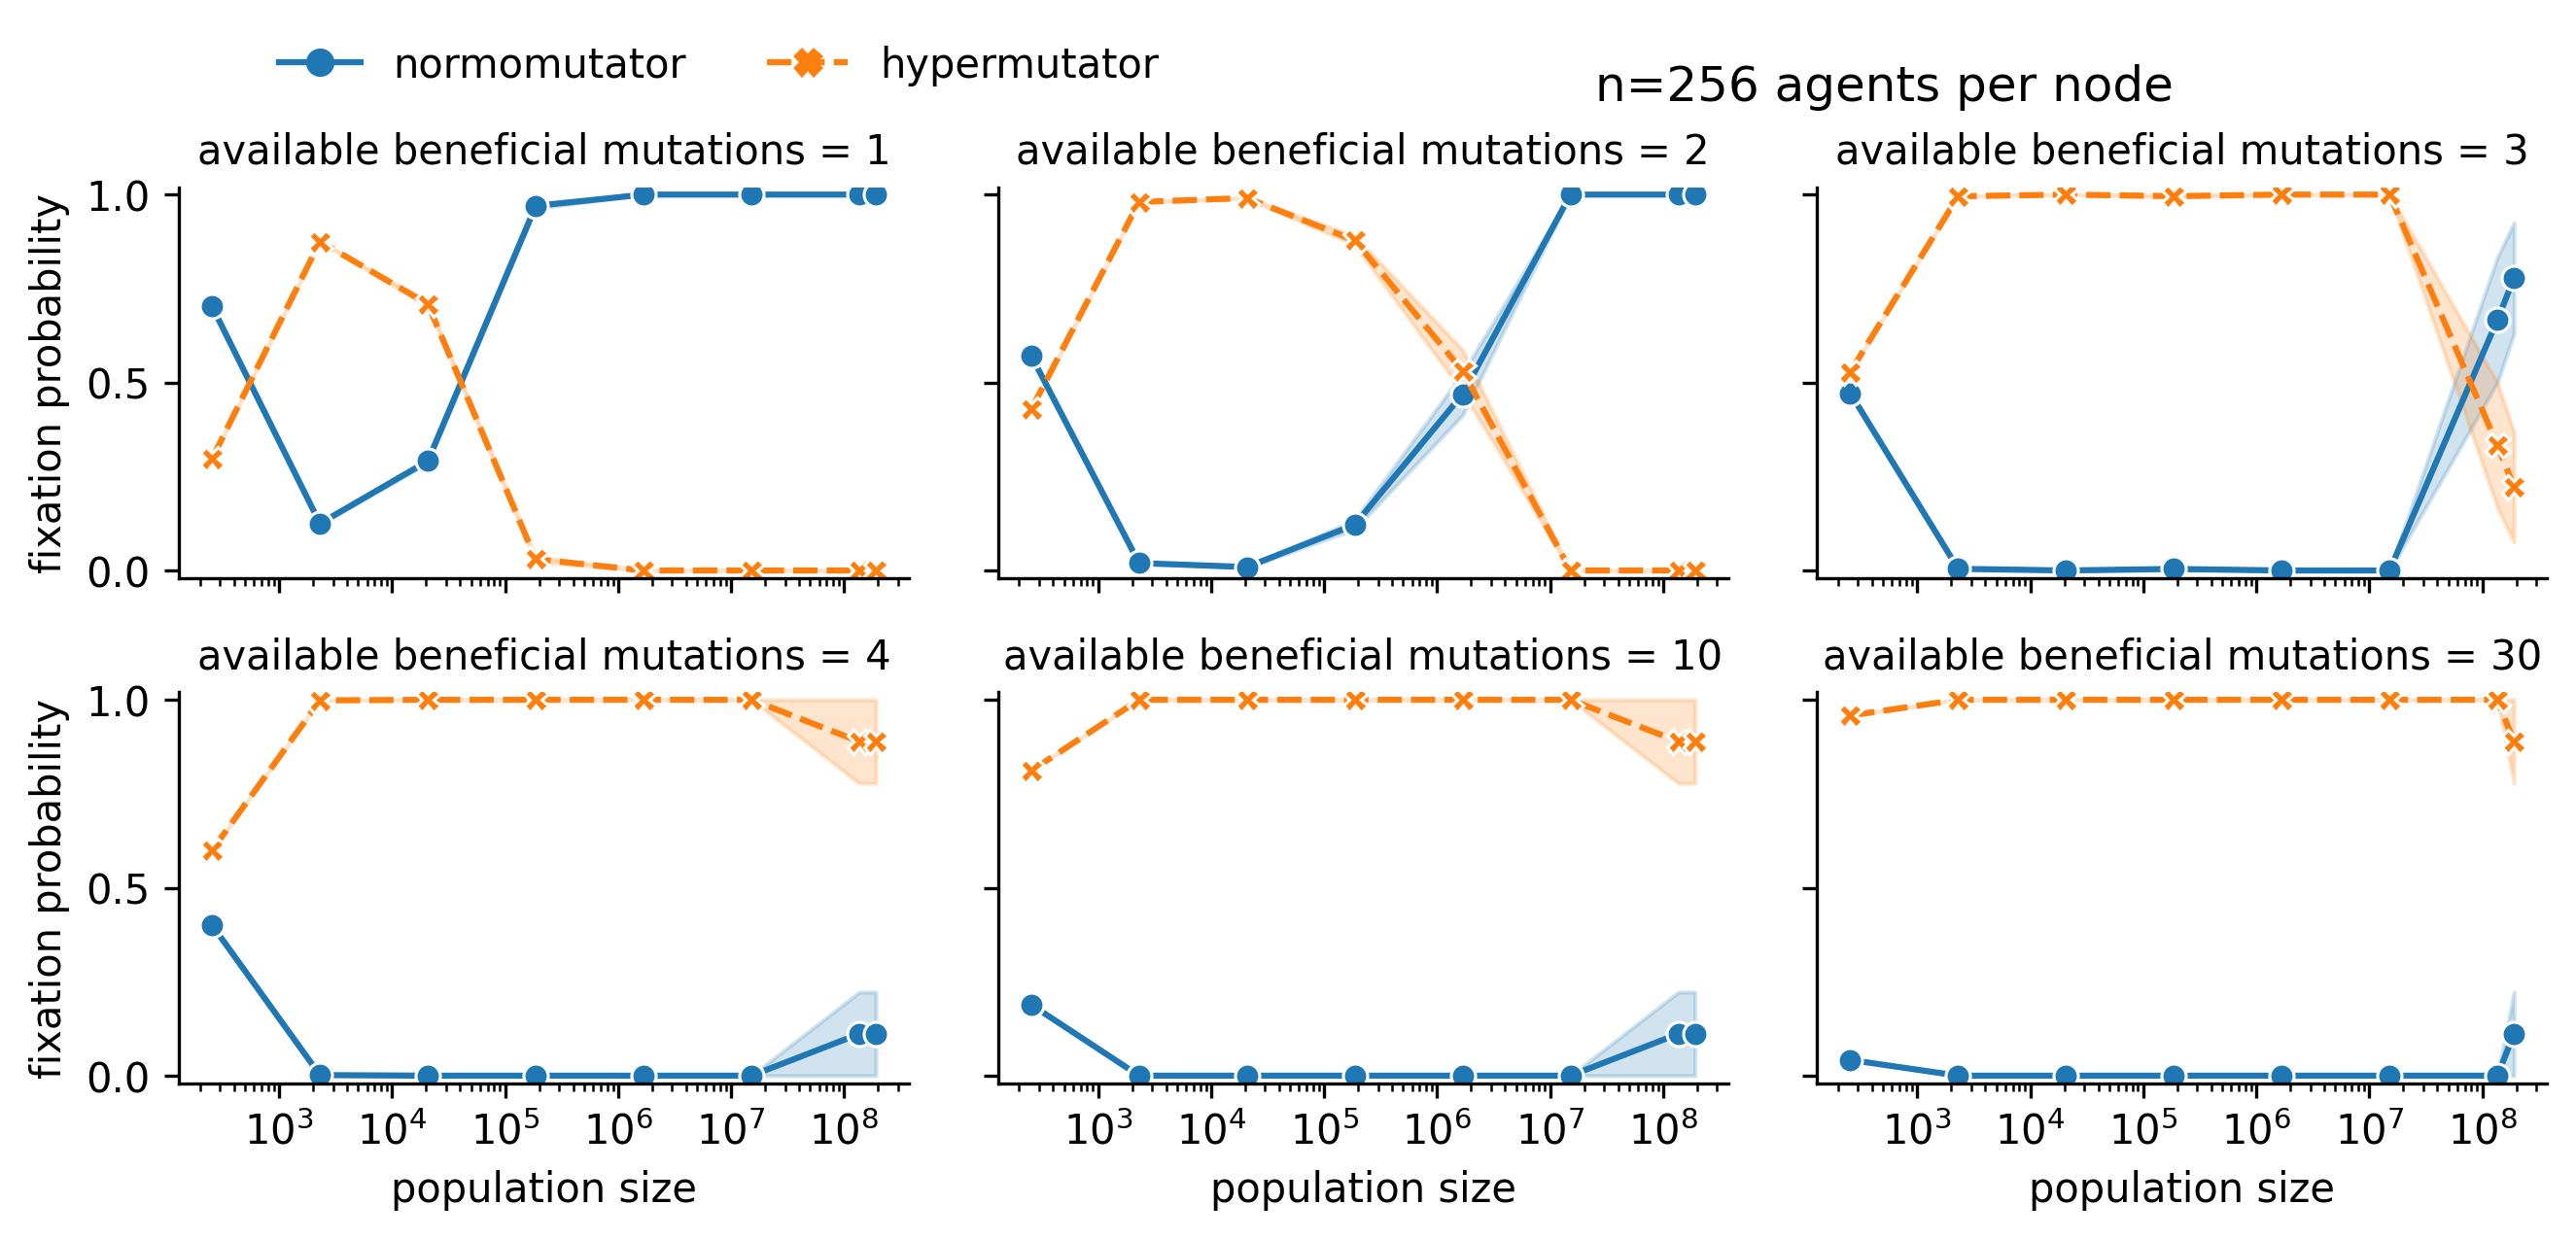 normomutator hypermutator
n=256 agents per node
available beneficial mutations = 1 available beneficial mutations = 2 available beneficial mutations = 3
fixation probability
1.0
0.5
0.0
available beneficial mutations = 4 available beneficial mutations = 10 available beneficial mutations = 30
fixation probability
1.0
0.5
0.0
10³ 10⁴ 10⁵ 10⁶ 10⁷ 10⁸ 10³ 10⁴ 10⁵ 10⁶ 10⁷ 10⁸ 10³ 10⁴ 10⁵ 10⁶ 10⁷ 10⁸
population size population size population size